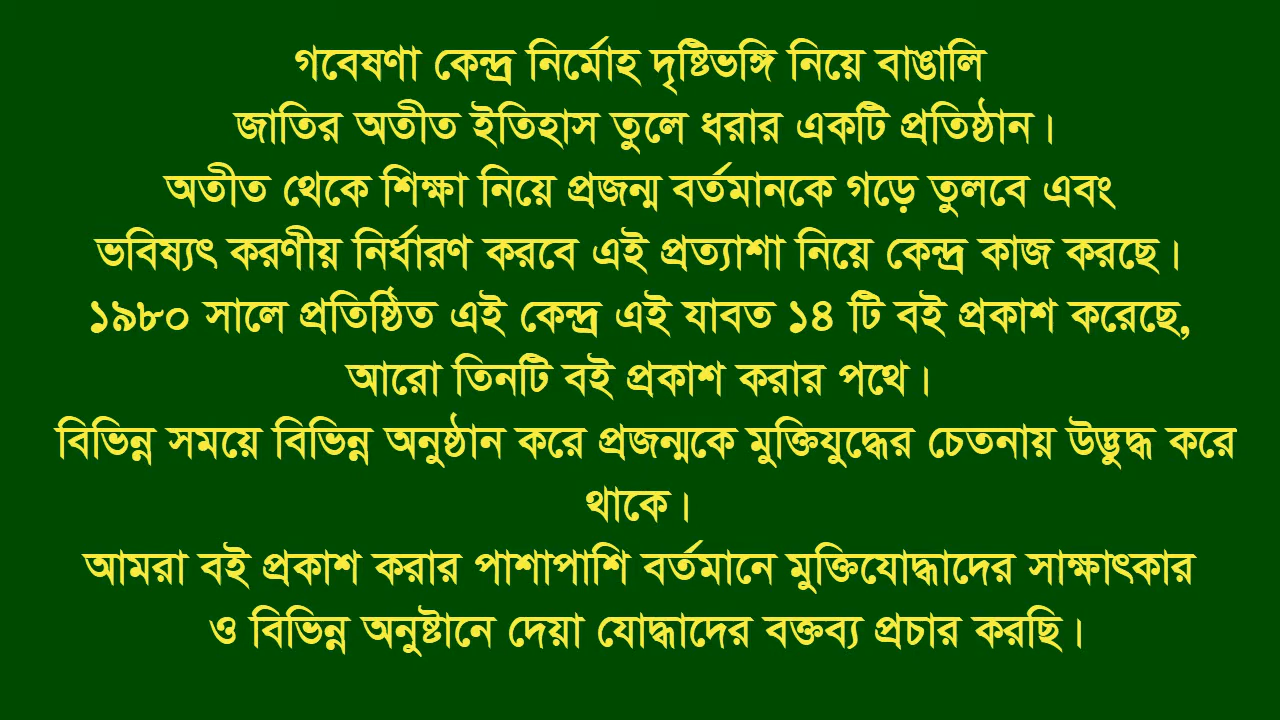 গবেষণা কেন্দ্র নির্মোহ দৃষ্টিভঙ্গি নিয়ে বাঙালি
জাতির অতীত ইতিহাস তুলে ধরার একটি প্রতিষ্ঠান।
অতীত থেকে শিক্ষা নিয়ে প্রজন্ম বর্তমানকে গড়ে তুলবে এবং
ভবিষ্যৎ করণীয় নির্ধারণ করবে এই প্রত্যাশা নিয়ে কেন্দ্র কাজ করছে।
১৯৮০ সালে প্রতিষ্ঠিত এই কেন্দ্র এই যাবত ১৪ টি বই প্রকাশ করেছে,
আরো তিনটি বই প্রকাশ করার পথে।
বিভিন্ন সময়ে বিভিন্ন অনুষ্ঠান করে প্রজন্মকে মুক্তিযুদ্ধের চেতনায় উদ্ভুদ্ধ করে
থাকে।
আমরা বই প্রকাশ করার পাশাপাশি বর্তমানে মুক্তিযোদ্ধাদের সাক্ষাৎকার
ও বিভিন্ন অনুষ্টানে দেয়া যোদ্ধাদের বক্তব্য প্রচার করছি।